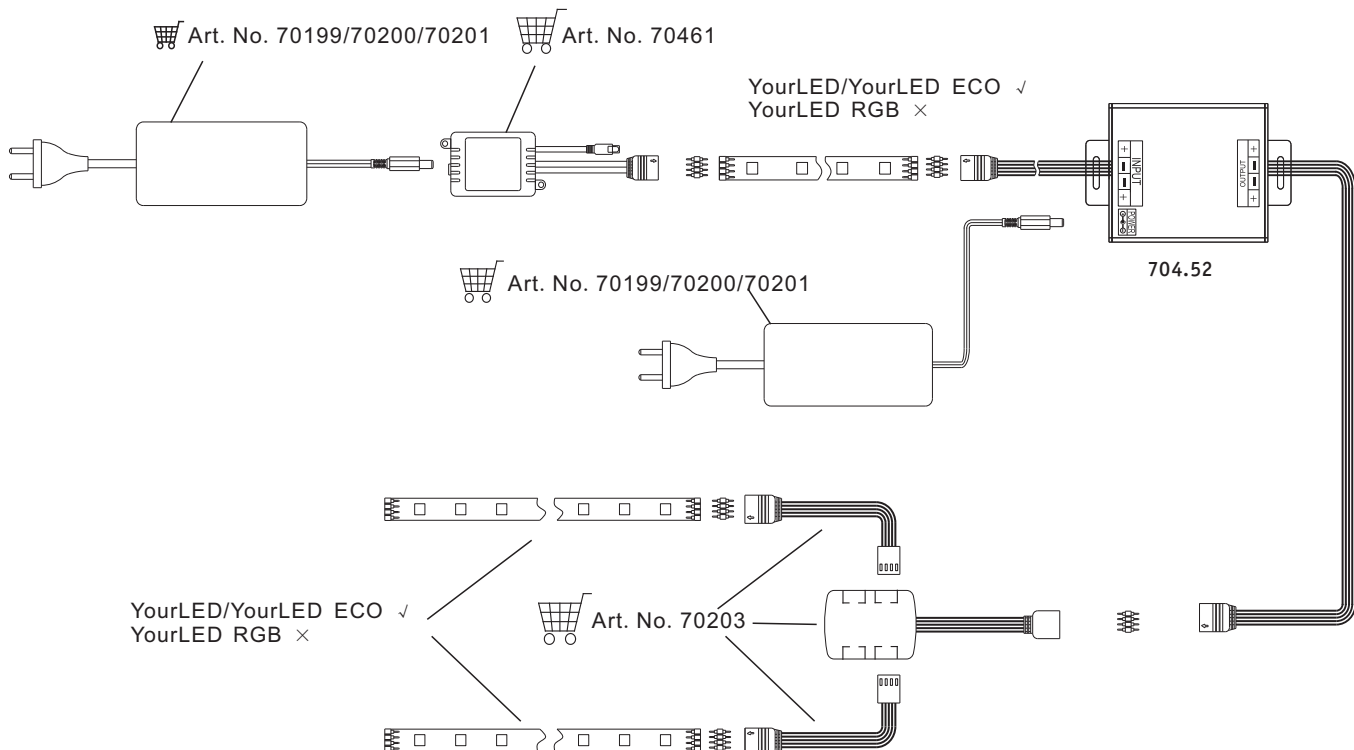 Art. No. 70199/70200/70201
Art. No. 70461
YourLED/YourLED ECO √
YourLED RGB ×
+ - - +
INPUT
POWER
+ - - +
OUTPUT
704.52
Art. No. 70199/70200/70201
YourLED/YourLED ECO √
YourLED RGB ×
Art. No. 70203